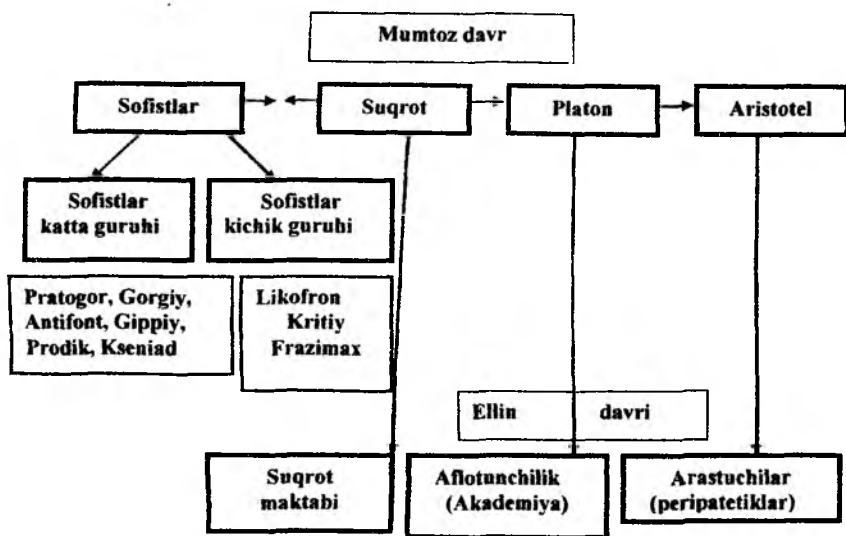 Mumtoz davr
Sofistlar
Suqrot
Platon
Aristotel
Sofistlar
katta guruhi
Sofistlar
kichik guruhi
Pratogor, Gorgiy,
Antifont, Gippiy,
Prodik, Kseniad
Likofron
Kritiy
Frazimax
Ellin davri
Suqrot
maktabi
Aflotunchilik
(Akademiya)
Arastuchilar
(peripatetiklar)